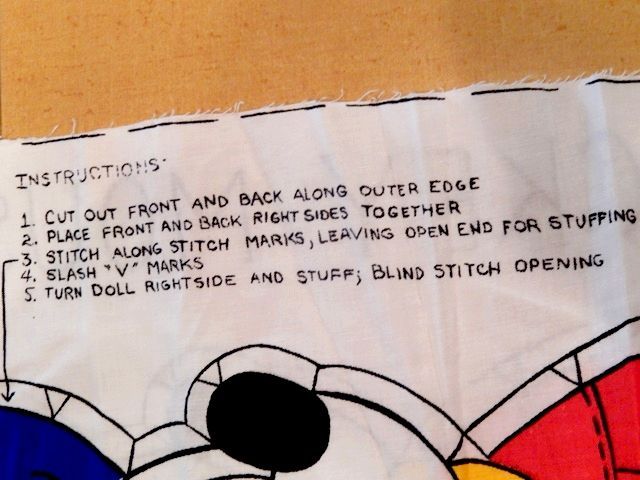 INSTRUCTIONS:
1. CUT OUT FRONT AND BACK ALONG OUTER EDGE
2. PLACE FRONT AND BACK RIGHT SIDES TOGETHER
3. STITCH ALONG STITCH MARKS, LEAVING OPEN END FOR STUFFING
4. SLASH "V" MARKS
5. TURN DOLL RIGHTSIDE AND STUFF; BLIND STITCH OPENING